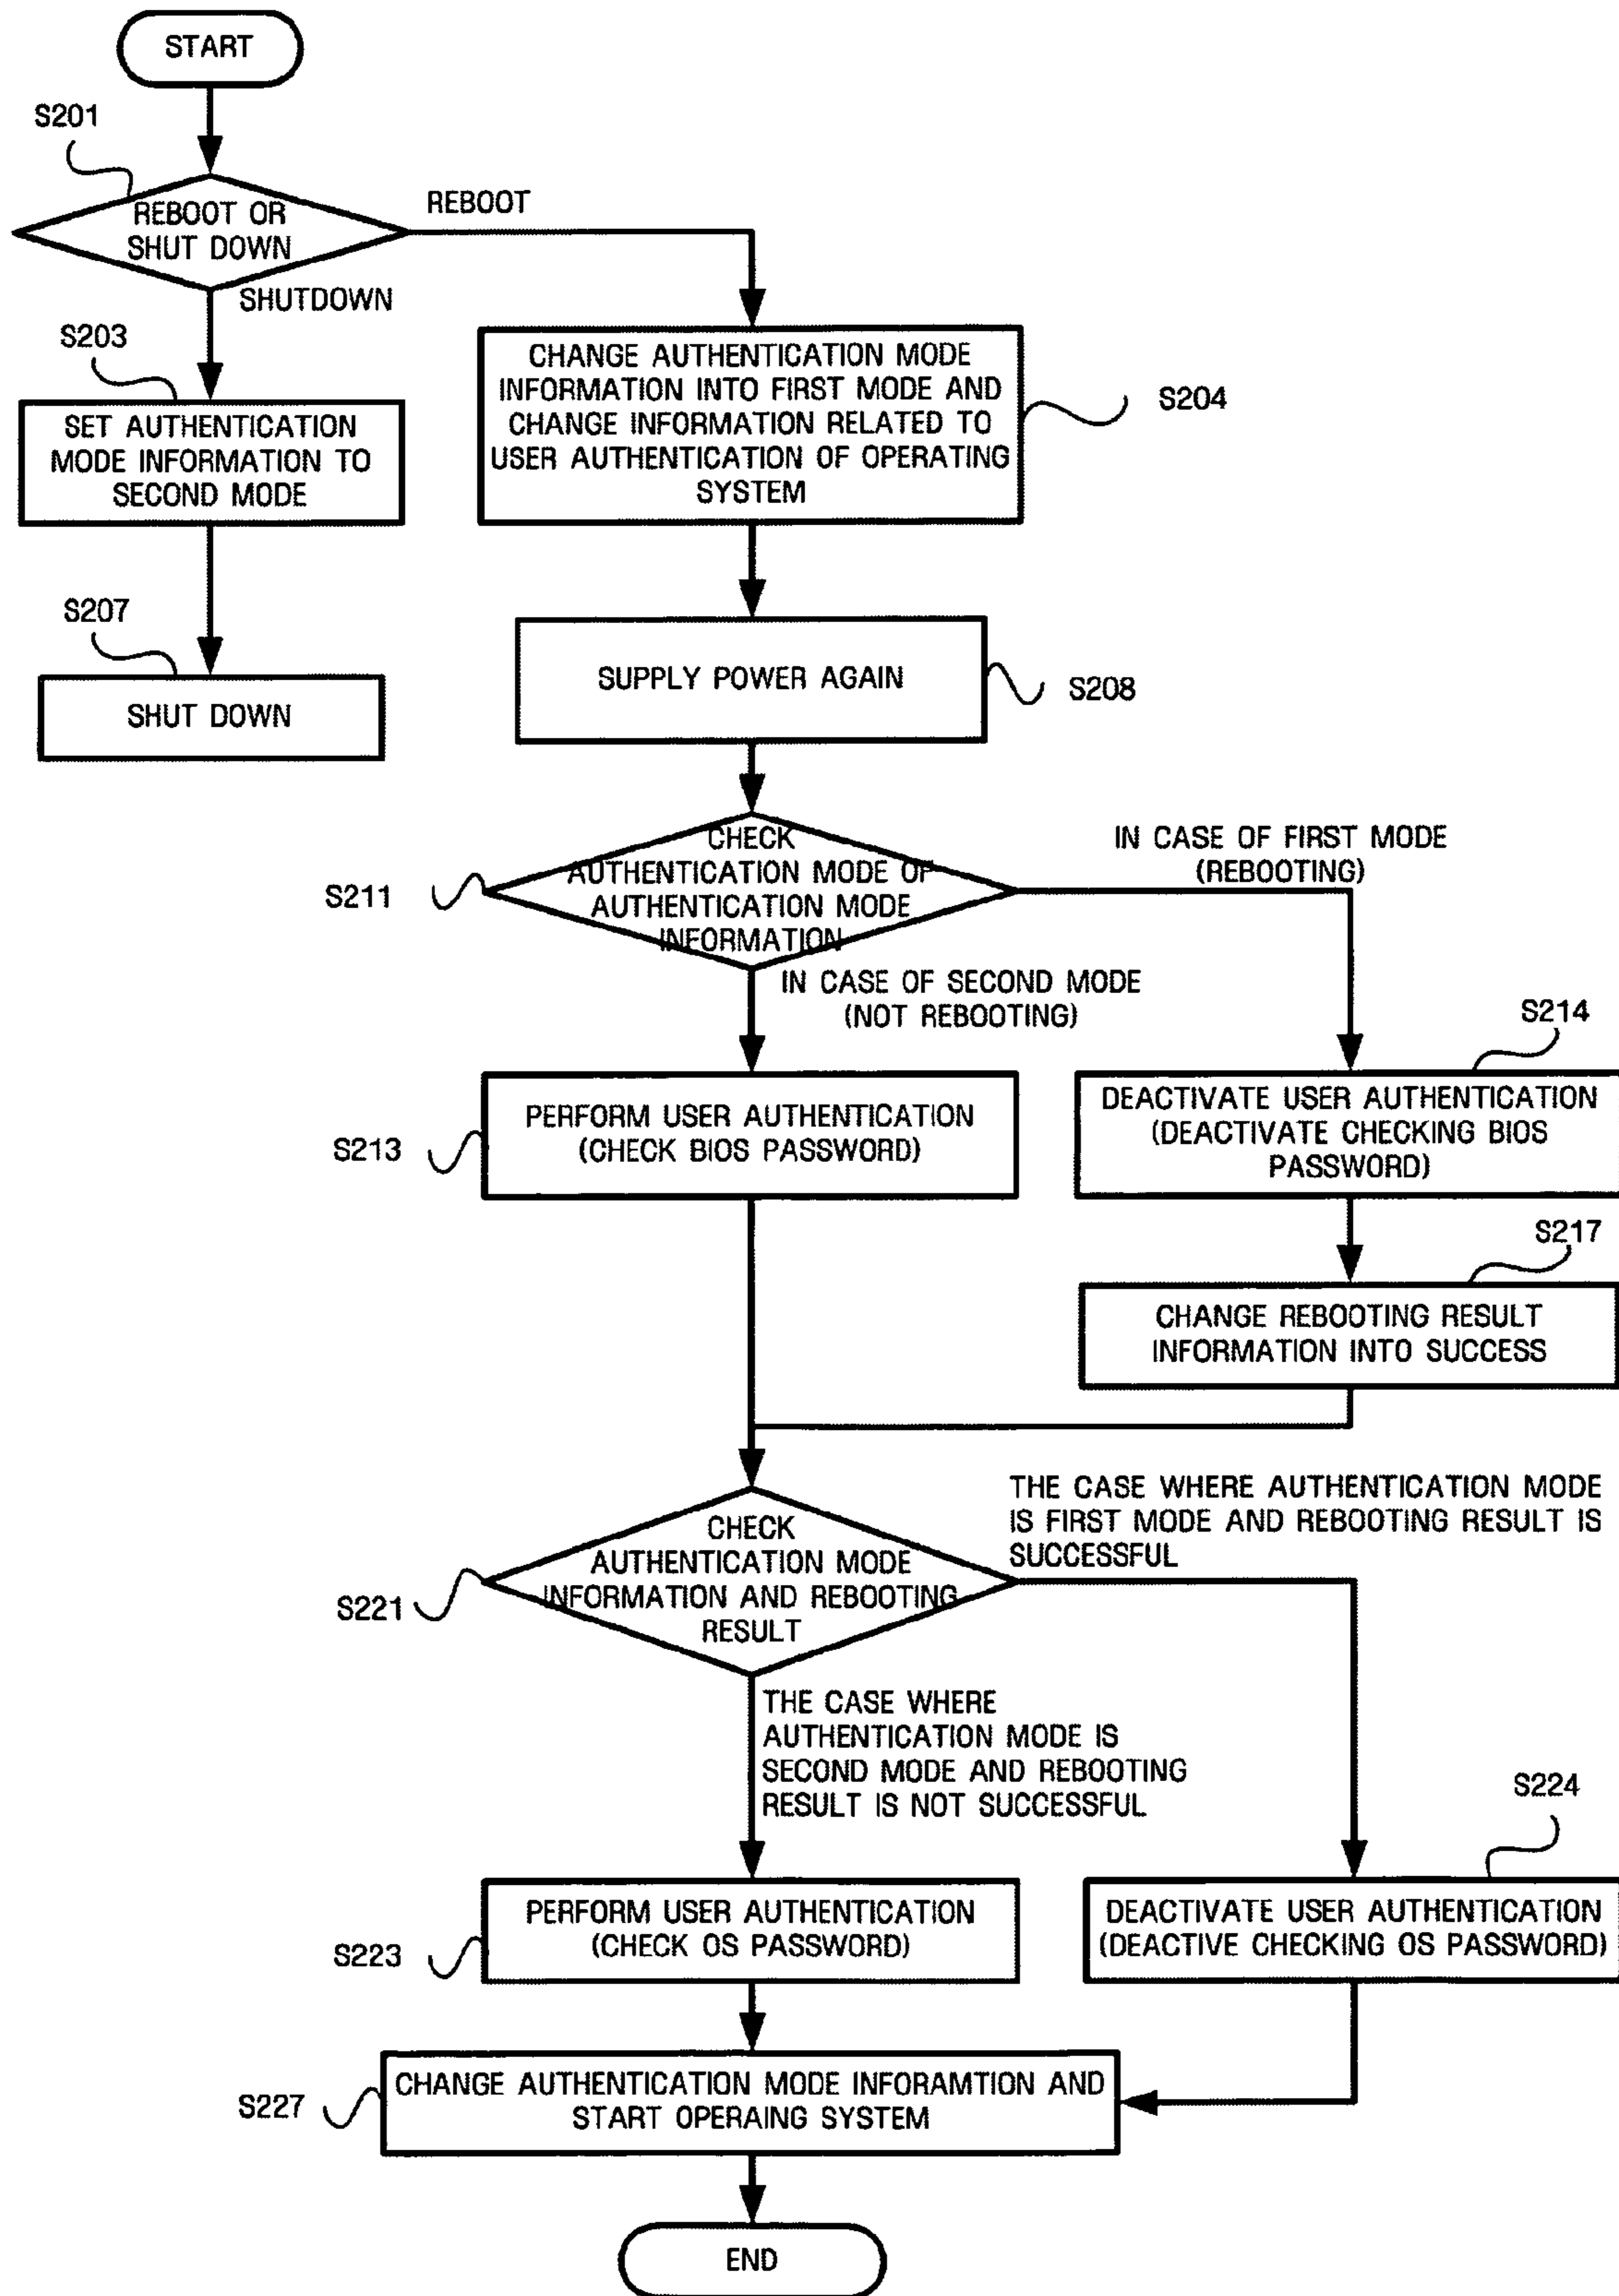 START
S201
REBOOT OR
SHUT DOWN
REBOOT
SHUTDOWN
S203
SET AUTHENTICATION
MODE INFORMATION TO
SECOND MODE
CHANGE AUTHENTICATION MODE
INFORMATION INTO FIRST MODE AND
CHANGE INFORMATION RELATED TO
USER AUTHENTICATION OF OPERATING
SYSTEM
S204
S207
SHUT DOWN
SUPPLY POWER AGAIN
S208
CHECK
AUTHENTICATION MODE OF
AUTHENTICATION MODE
INFORMATION
S211
IN CASE OF FIRST MODE
(REBOOTING)
IN CASE OF SECOND MODE
(NOT REBOOTING)
S214
S213
PERFORM USER AUTHENTICATION
(CHECK BIOS PASSWORD)
DEACTIVATE USER AUTHENTICATION
(DEACTIVATE CHECKING BIOS
PASSWORD)
S217
CHANGE REBOOTING RESULT
INFORMATION INTO SUCCESS
THE CASE WHERE AUTHENTICATION MODE
IS FIRST MODE AND REBOOTING RESULT IS
SUCCESSFUL
CHECK
AUTHENTICATION MODE
INFORMATION AND REBOOTING
RESULT
S221
THE CASE WHERE
AUTHENTICATION MODE IS
SECOND MODE AND REBOOTING
RESULT IS NOT SUCCESSFUL
S224
PERFORM USER AUTHENTICATION
(CHECK OS PASSWORD)
S223
DEACTIVATE USER AUTHENTICATION
(DEACTIVE CHECKING OS PASSWORD)
S227
CHANGE AUTHENTICATION MODE INFORAMTION AND
START OPERAING SYSTEM
END